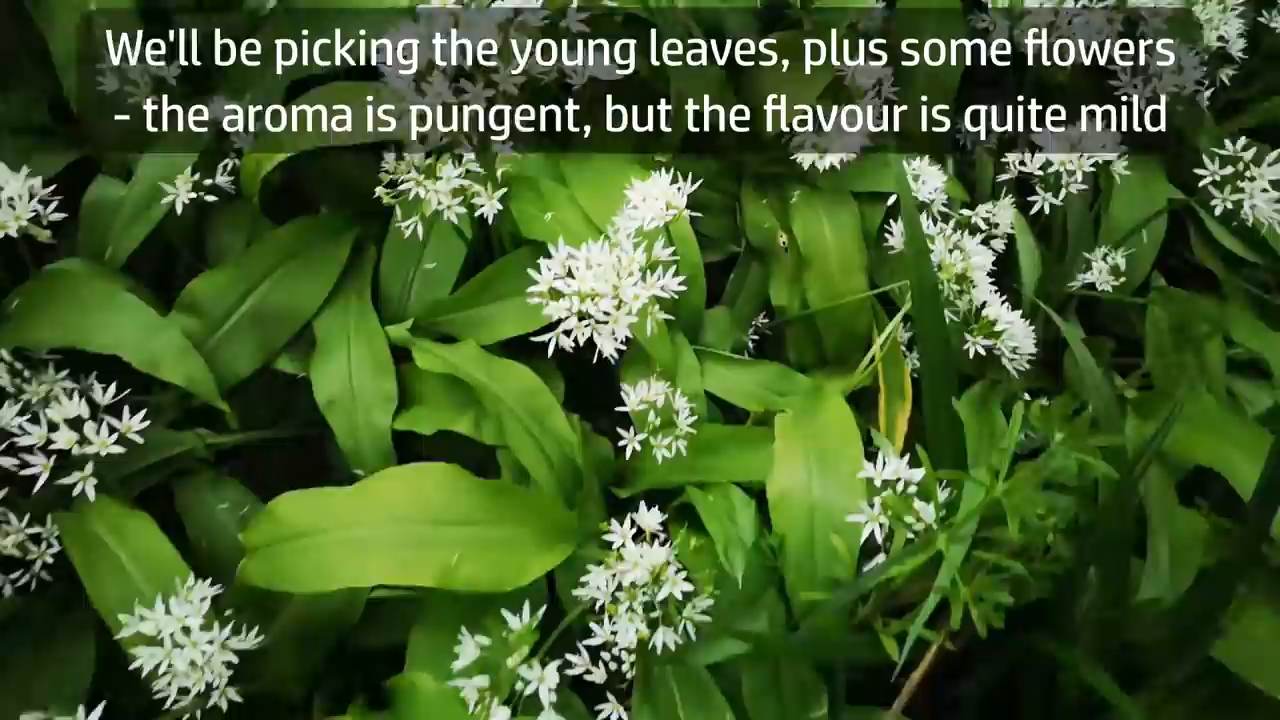 We'll be picking the young leaves, plus some flowers
- the aroma is pungent, but the flavour is quite mild